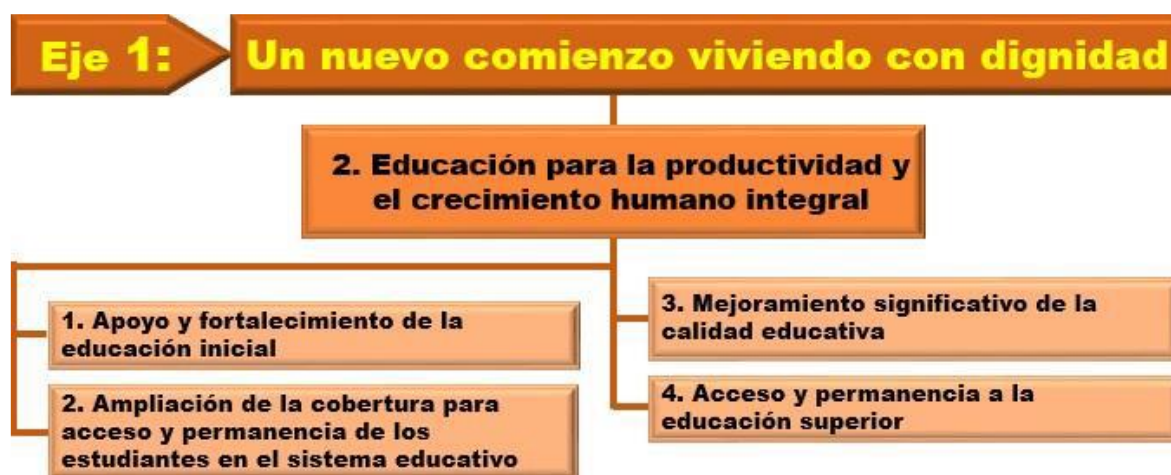 Eje 1:
Un nuevo comienzo viviendo con dignidad
2. Educación para la productividad y
el crecimiento humano integral
1. Apoyo y fortalecimiento de la
educación inicial
2. Ampliación de la cobertura para
acceso y permanencia de los
estudiantes en el sistema educativo
3. Mejoramiento significativo de la
calidad educativa
4. Acceso y permanencia a la
educación superior